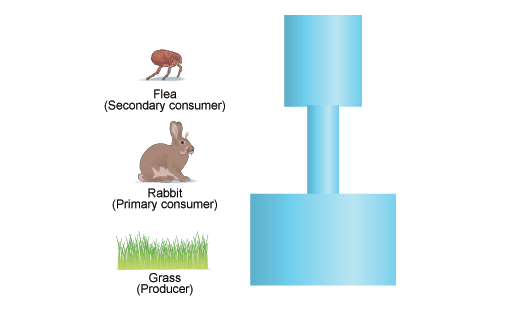 Flea
(Secondary consumer)
Rabbit
(Primary consumer)
Grass
(Producer)